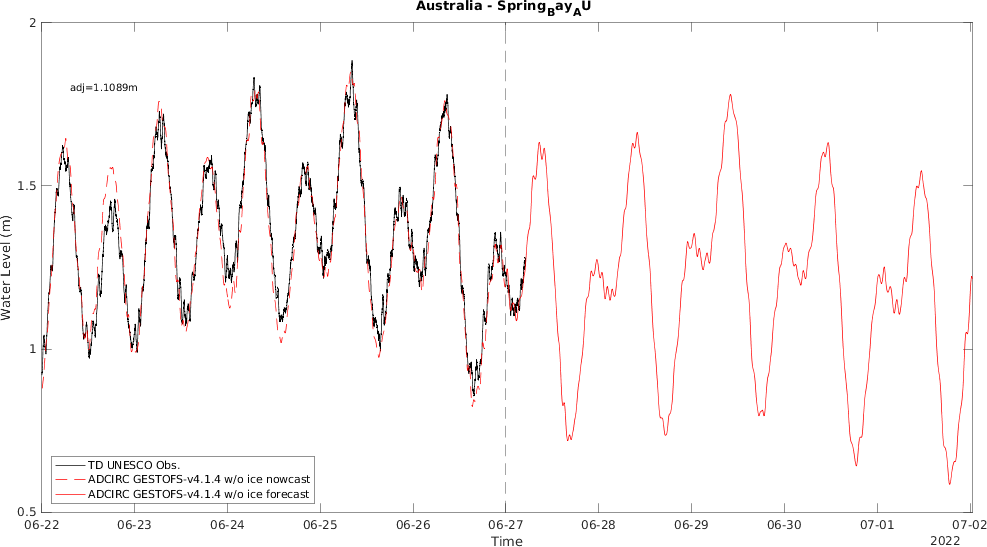 Australia - Spring_Bay_AU
2
adj=1.1089m
1.5
Water Level (m)
1
TD UNESCO Obs.
ADCIRC GESTOFS-v4.1.4 w/o ice nowcast
ADCIRC GESTOFS-v4.1.4 w/o ice forecast
0.5
06-22 06-23 06-24 06-25 06-26 06-27 06-28 06-29 06-30 07-01 07-02
Time 2022